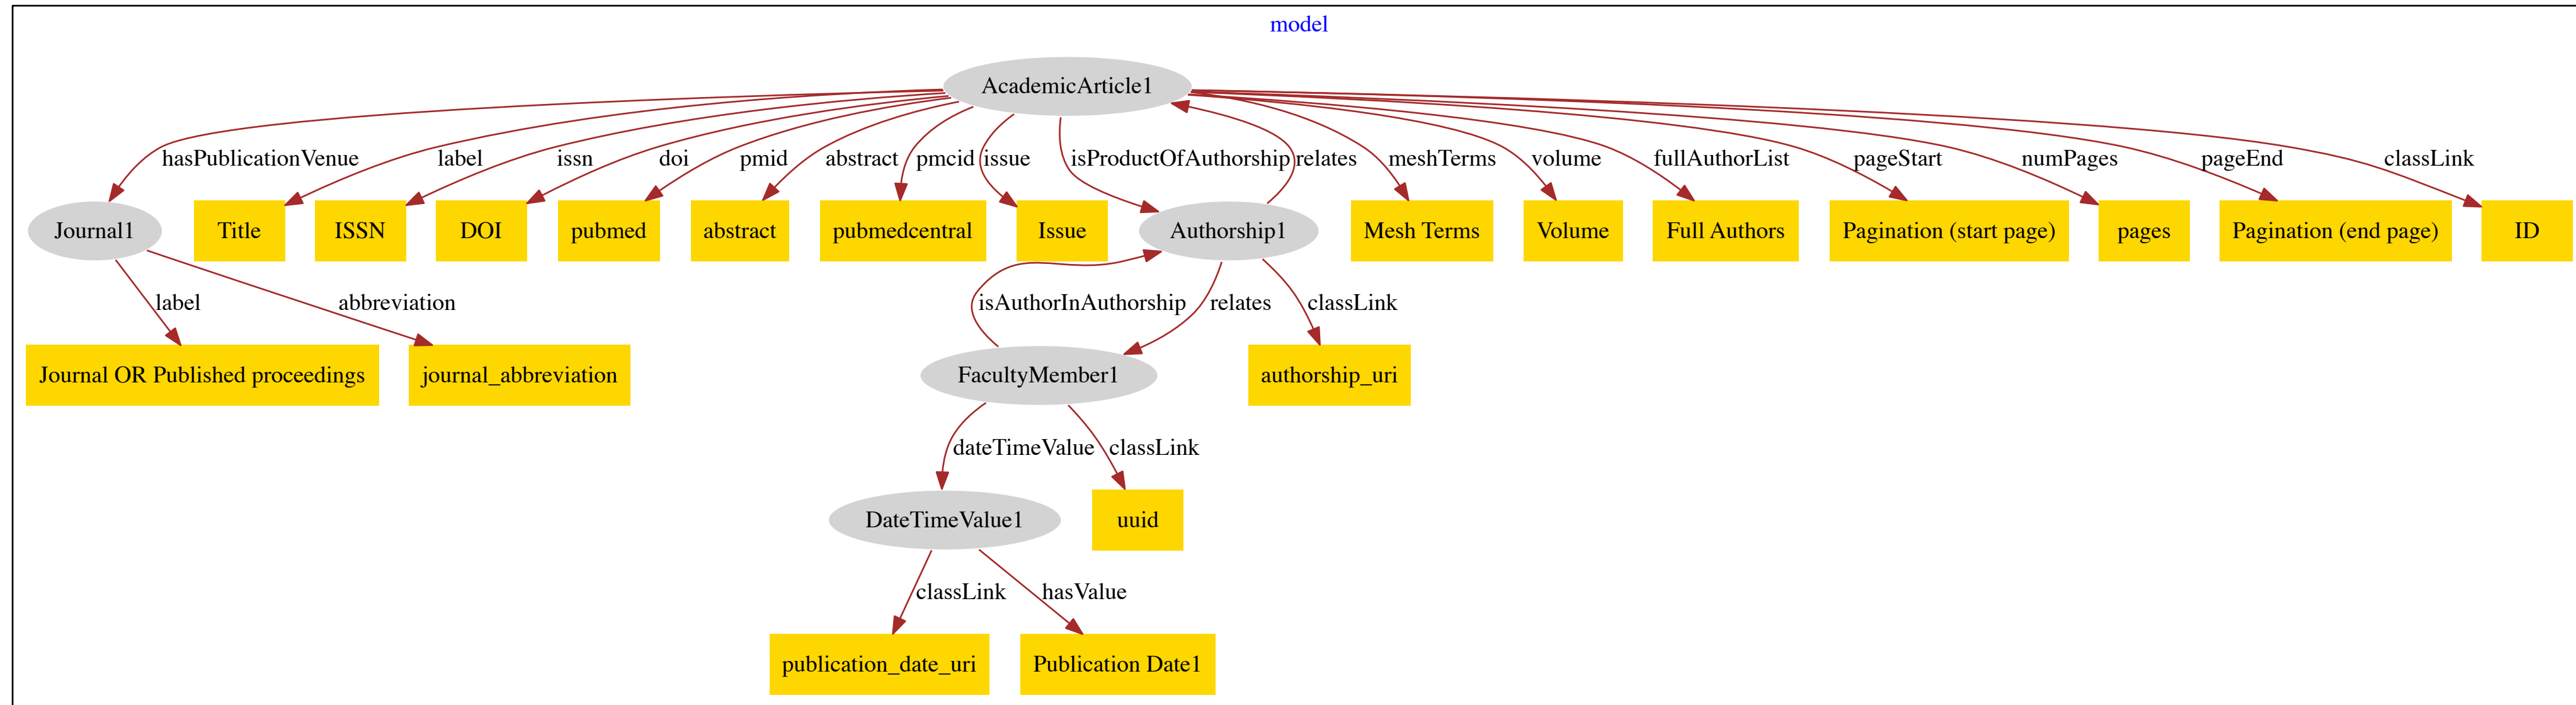 model
AcademicArticle1
hasPublicationVenue
label
issn
doi
pmid
abstract
pmcid
issue
isProductOfAuthorship
relates
meshTerms
volume
fullAuthorList
pageStart
numPages
pageEnd
classLink
Journal1
Title
ISSN
DOI
pubmed
abstract
pubmedcentral
Issue
Authorship1
Mesh Terms
Volume
Full Authors
Pagination (start page)
pages
Pagination (end page)
ID
label
abbreviation
isAuthorInAuthorship
relates
classLink
Journal OR Published proceedings
journal_abbreviation
FacultyMember1
authorship_uri
dateTimeValue
classLink
DateTimeValue1
uuid
classLink
hasValue
publication_date_uri
Publication Date1